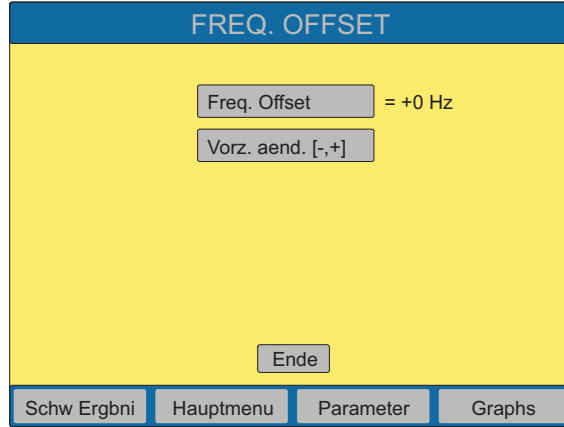 FREQ. OFFSET
Freq. Offset = +0 Hz
Vorz. aend. [-,+]
Ende
Schw Ergbni Hauptmenu Parameter Graphs